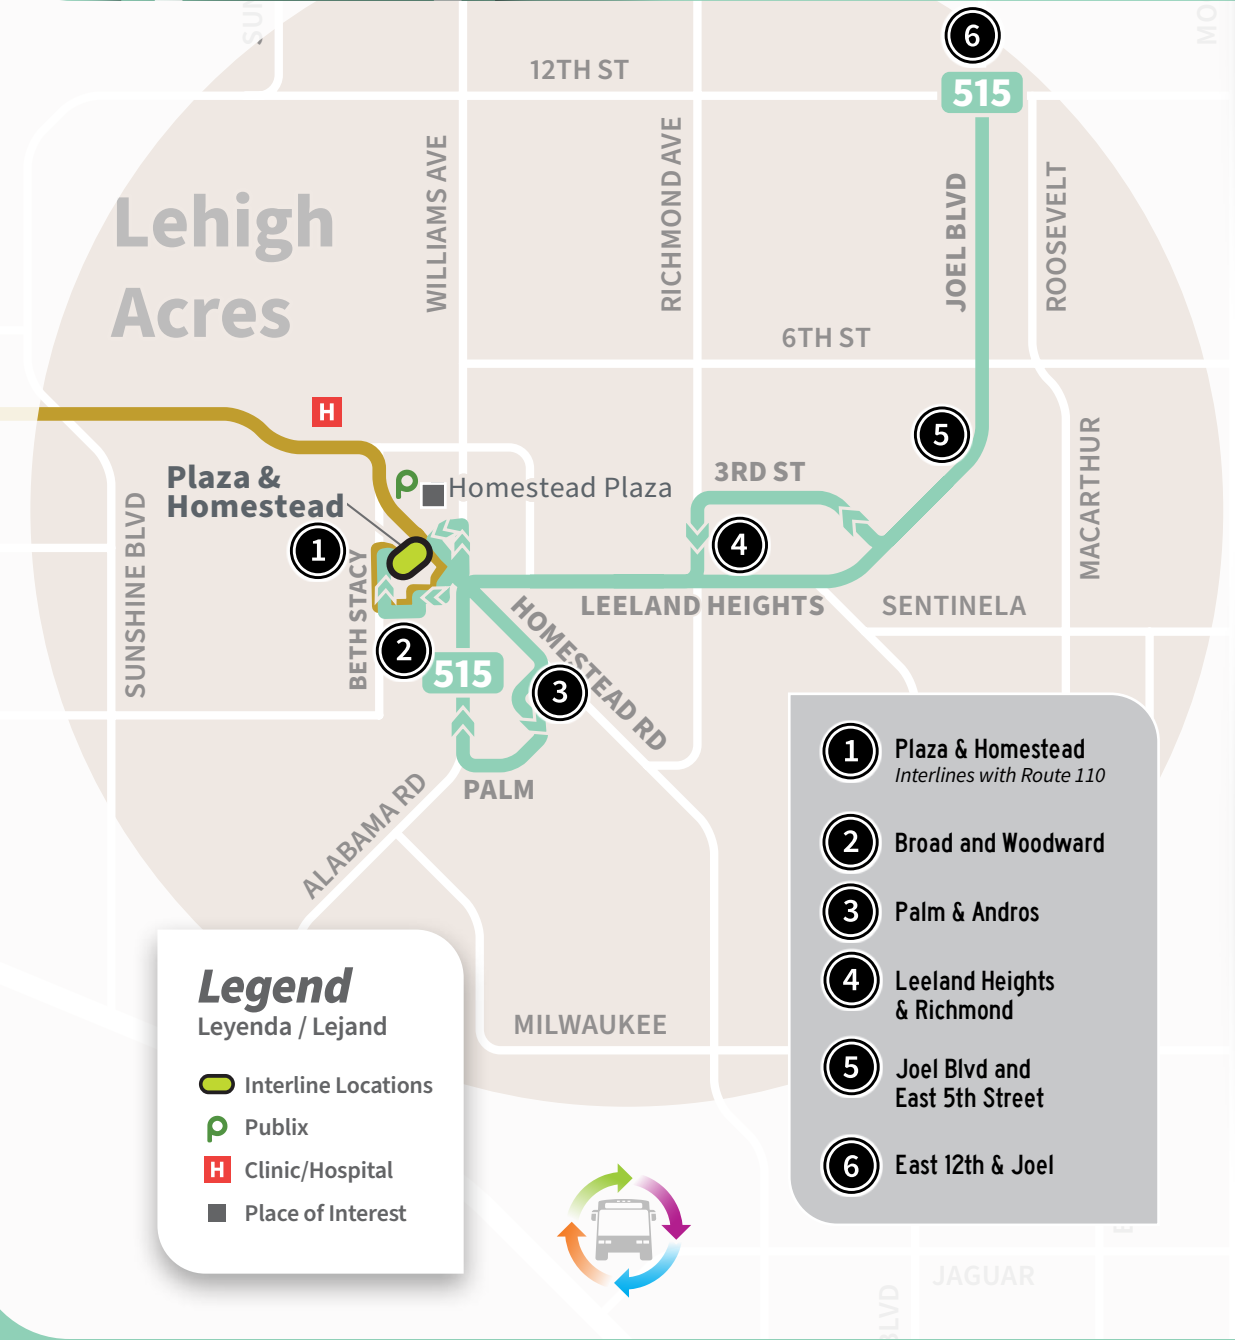 SUN
MO
6
12TH ST
515
WILLIAMS AVE
RICHMOND AVE
JOEL BLVD
ROOSEVELT
Lehigh
Acres
6TH ST
H
5
MACARTHUR
3RD ST
Plaza &
Homestead
Homestead Plaza
SUNSHINE BLVD
1
4
BETH STACY
LEELAND HEIGHTS
SENTINELA
HOMESTEAD RD
2
515
3
PALM
ALABAMA RD
MILWAUKEE
1 Plaza & Homestead
Interlines with Route 110
2 Broad and Woodward
3 Palm & Andros
4 Leeland Heights
& Richmond
5 Joel Blvd and
East 5th Street
6 East 12th & Joel
Legend
Leyenda / Lejand
Interline Locations
Publix
H Clinic/Hospital
Place of Interest
E
JAGUAR
BLVD